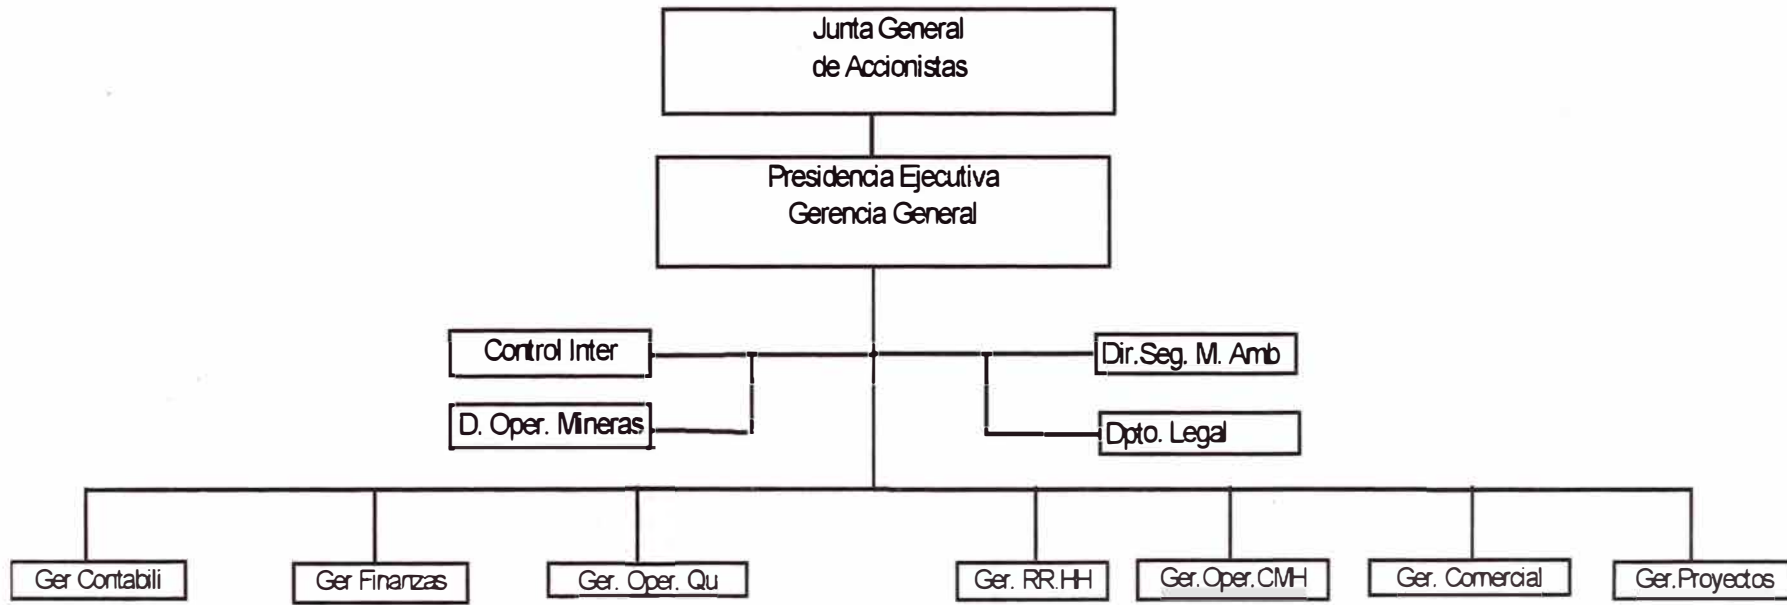 Junta General
de Accionistas
Presidencia Ejecutiva
Gerencia General
Control Inter
Dir.Seg. M. Amb
D. Oper. Mineras
Dpto. Legal
Ger Contabili
Ger Finanzas
Ger. Oper. Qu
Ger. RR.HH
Ger.Oper.CMH
Ger. Comercial
Ger.Proyectos